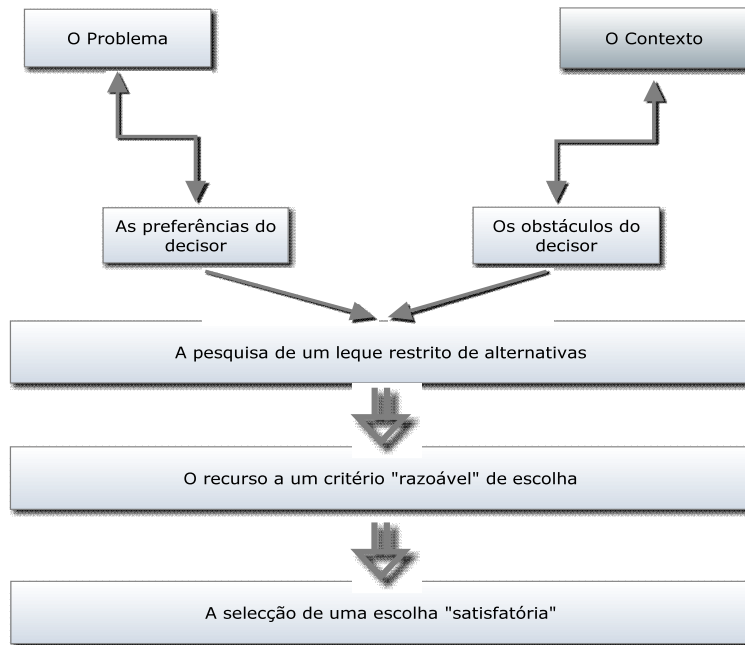 O Problema
O Contexto
As preferências do
decisor
Os obstáculos do
decisor
A pesquisa de um leque restrito de alternativas
O recurso a um critério "razoável" de escolha
A selecção de uma escolha "satisfatória"